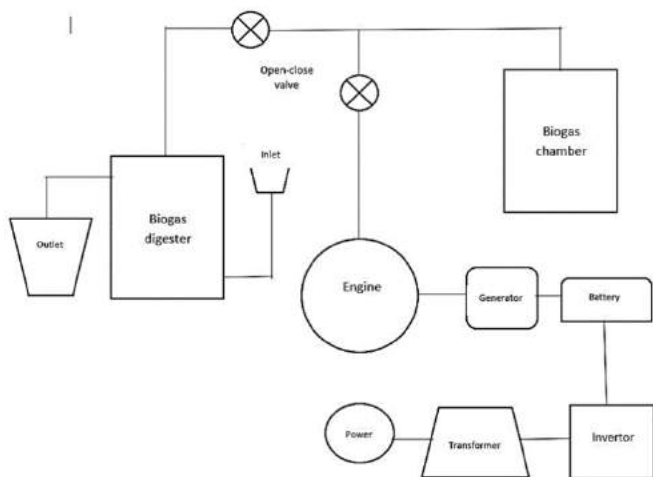 Open-close
valve
Biogas
chamber
Inlet
Biogas
digester
Outlet
Engine
Generator
Battery
Power
Transformer
Invertor